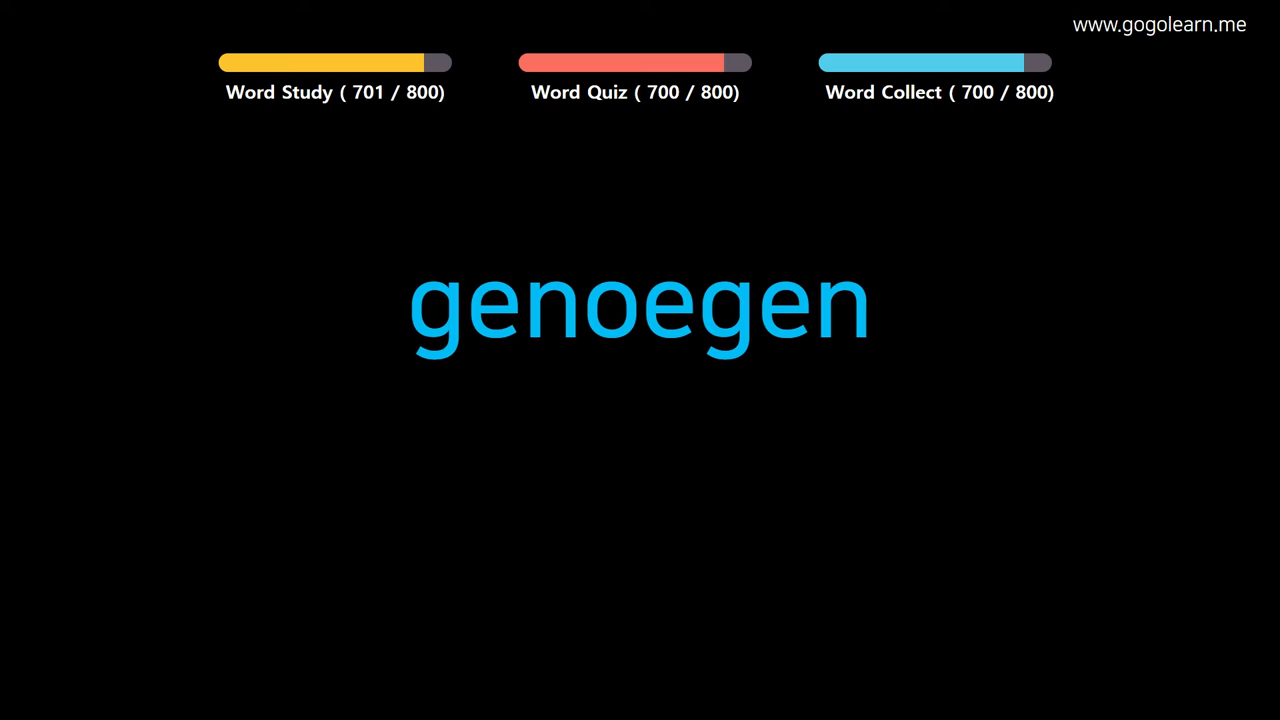 www.gogolearn.me
Word Study ( 701 / 800)
Word Quiz ( 700 / 800)
Word Collect ( 700 / 800)
genoegen